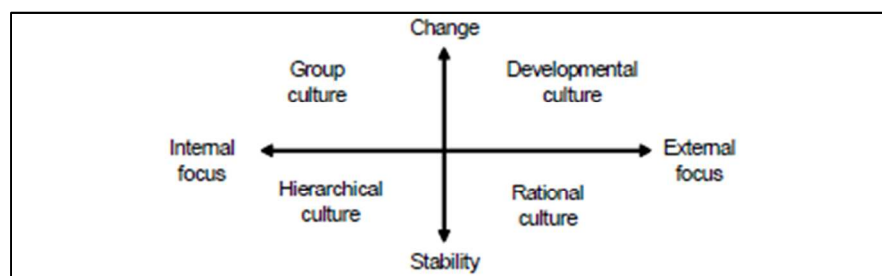 Change
Group
culture
Developmental
culture
Internal
focus
External
focus
Hierarchical
culture
Rational
culture
Stability